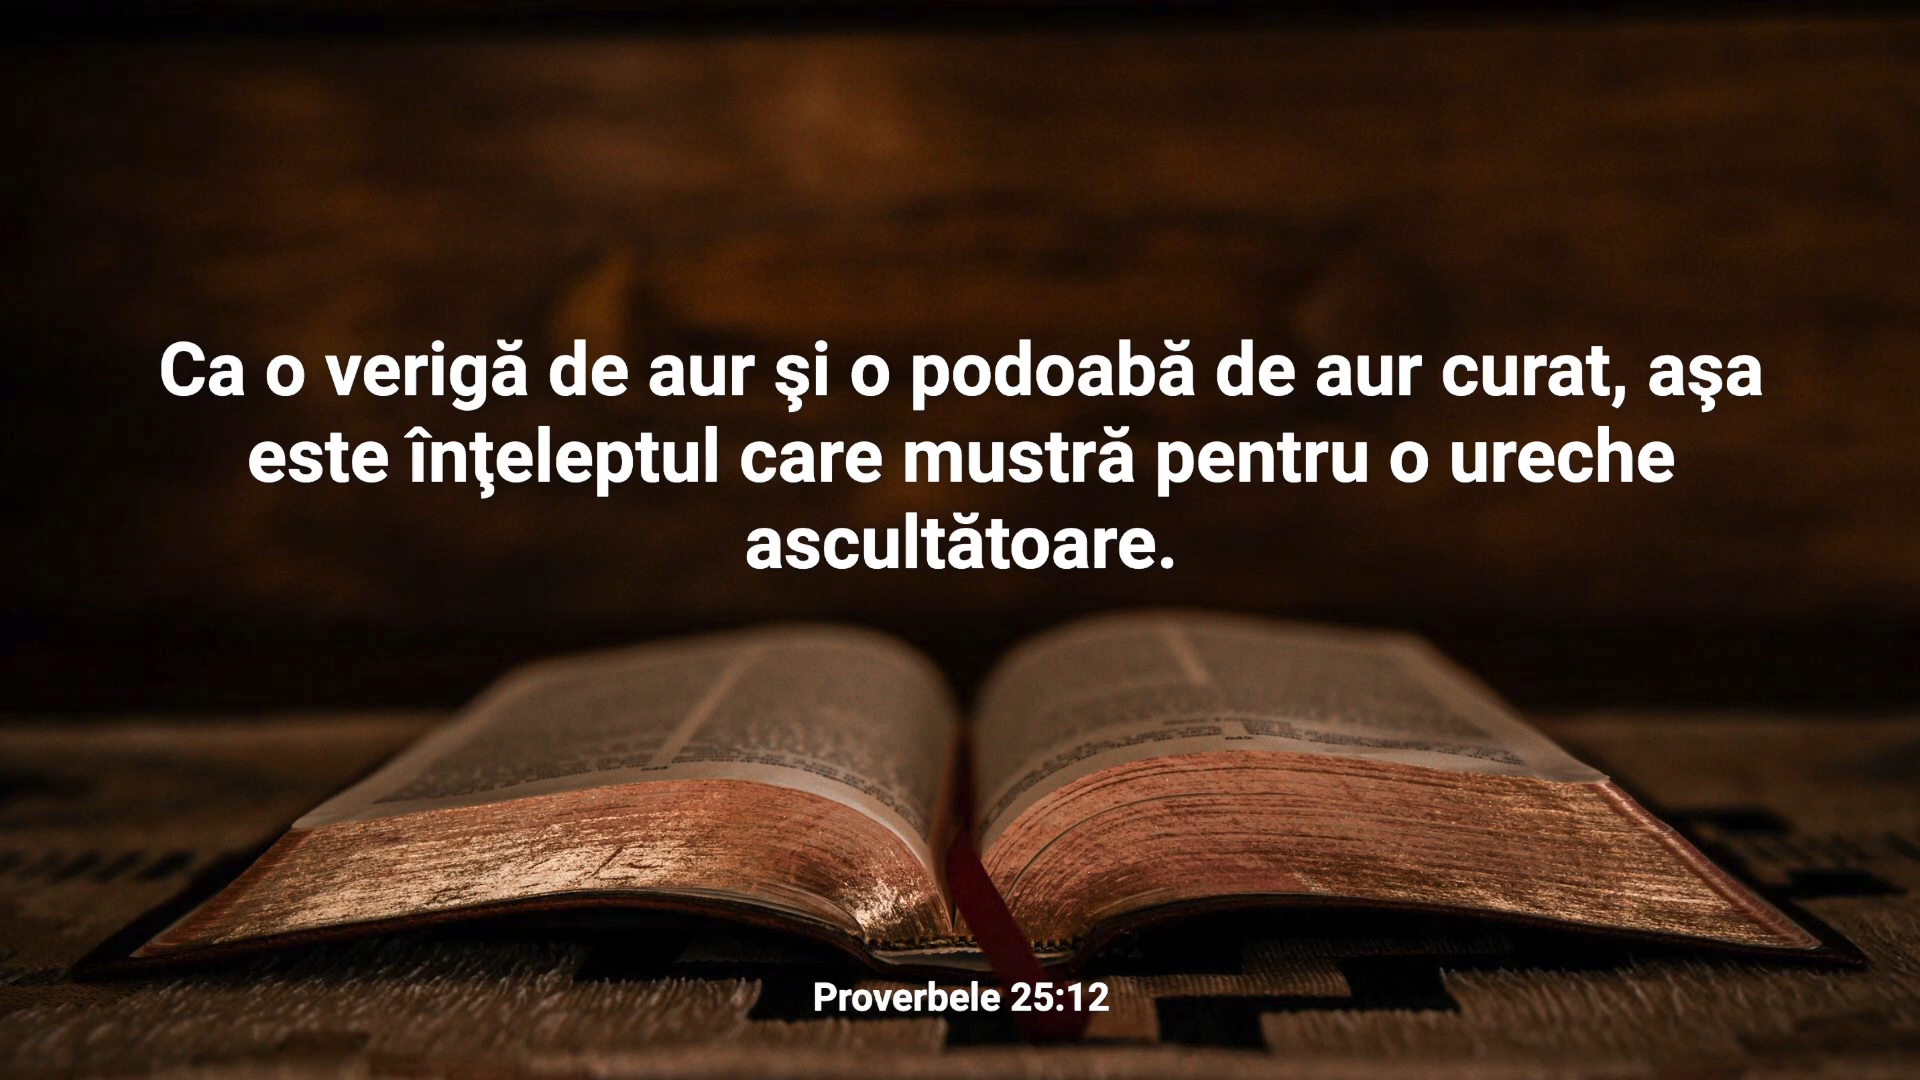 Ca o verigă de aur şi o podoabă de aur curat, aşa
este înţeleptul care mustră pentru o ureche
ascultătoare.
Proverbele 25:12